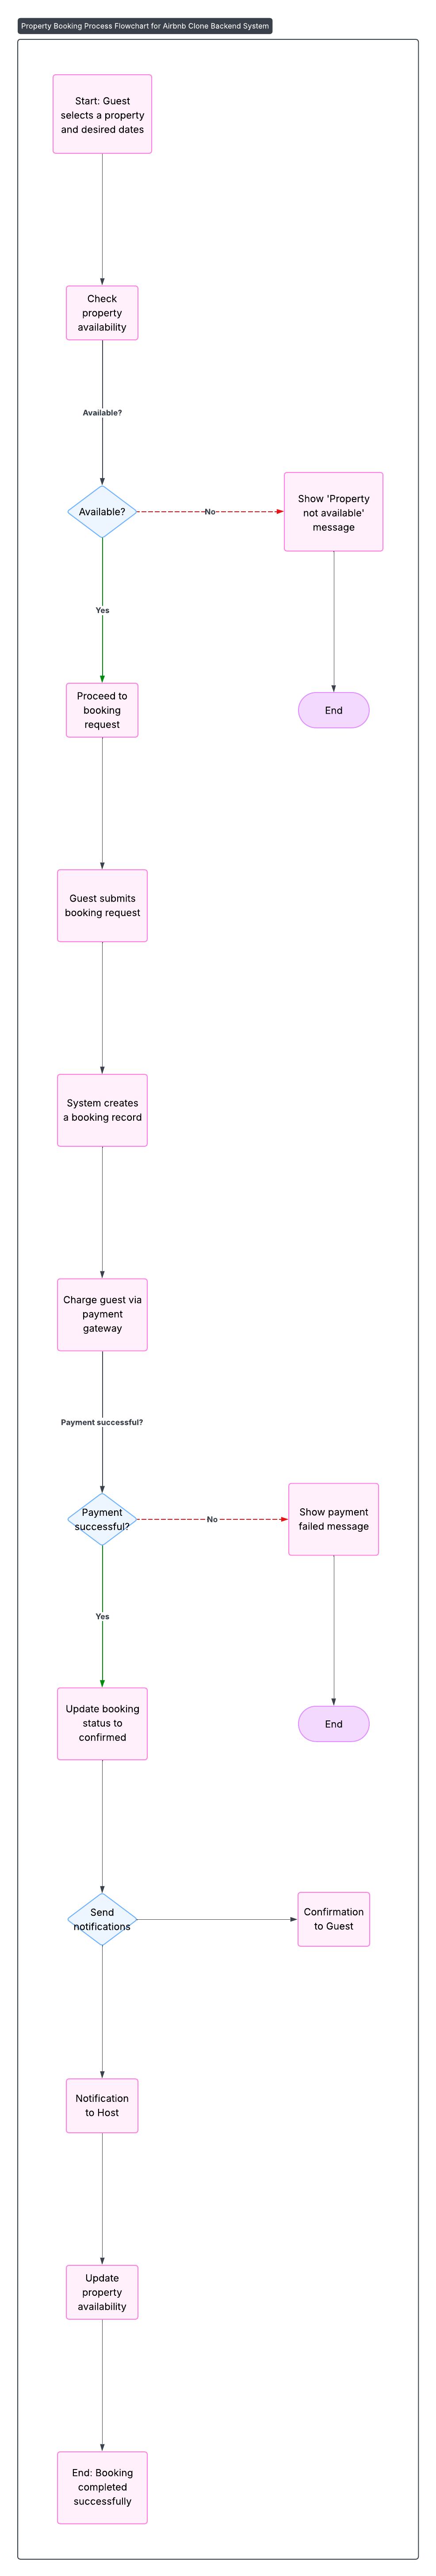 Property Booking Process Flowchart for Airbnb Clone Backend System
Start: Guest
selects a property
and desired dates
Check
property
availability
Available?
Available?
No
Show 'Property
not available'
message
Yes
End
Proceed to
booking
request
Guest submits
booking request
System creates
a booking record
Charge guest via
payment
gateway
Payment successful?
Payment
successful?
No
Show payment
failed message
Yes
Update booking
status to
confirmed
End
Send
notifications
Confirmation
to Guest
Notification
to Host
Update
property
availability
End: Booking
completed
successfully